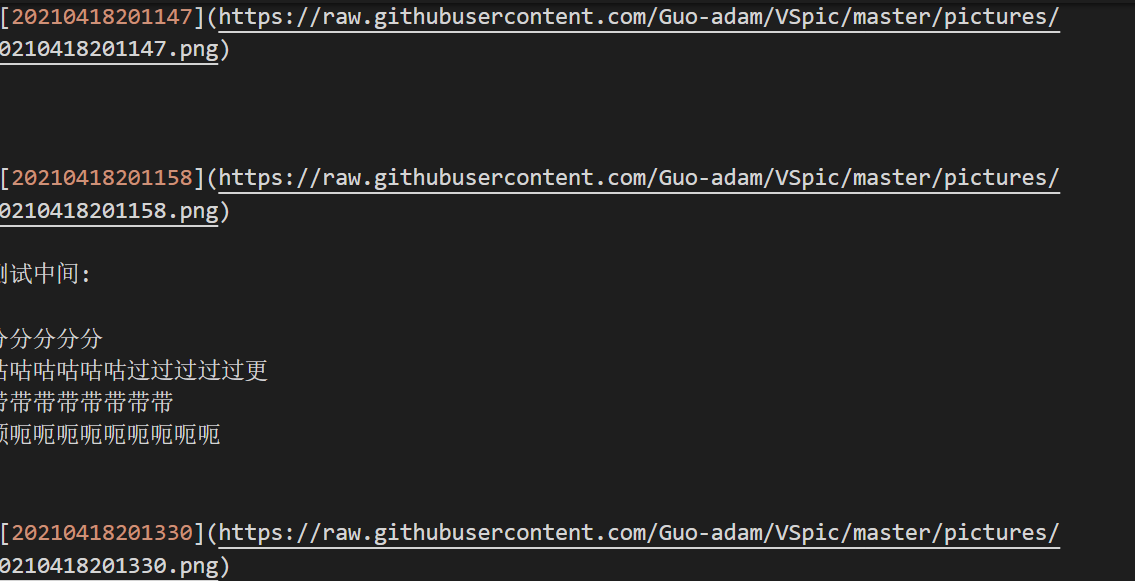 [20210418201147](https://raw.githubusercontent.com/Guo-adam/VSpic/master/pictures/
0210418201147.png)
[20210418201158](https://raw.githubusercontent.com/Guo-adam/VSpic/master/pictures/
0210418201158.png)
测试中间:
分分分分分
咕咕咕咕咕咕过过过过过更
带带带带带带带带
额呃呃呃呃呃呃呃呃呃
[20210418201330](https://raw.githubusercontent.com/Guo-adam/VSpic/master/pictures/
0210418201330.png)